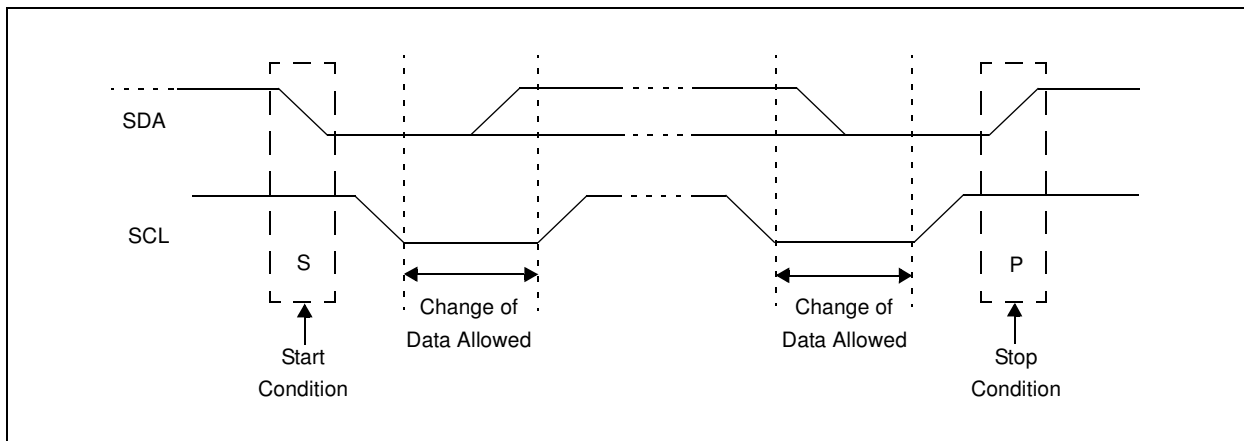 SDA
SCL
S
P
Change of
Data Allowed
Change of
Data Allowed
Start
Condition
Stop
Condition